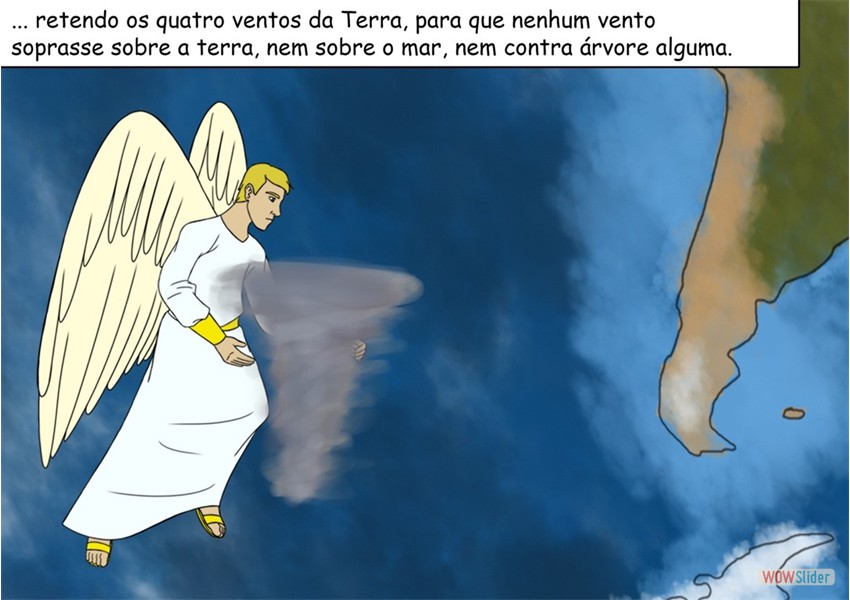 ... retendo os quatro ventos da Terra, para que nenhum vento
soprasse sobre a terra, nem sobre o mar, nem contra árvore alguma.
WOWSlider